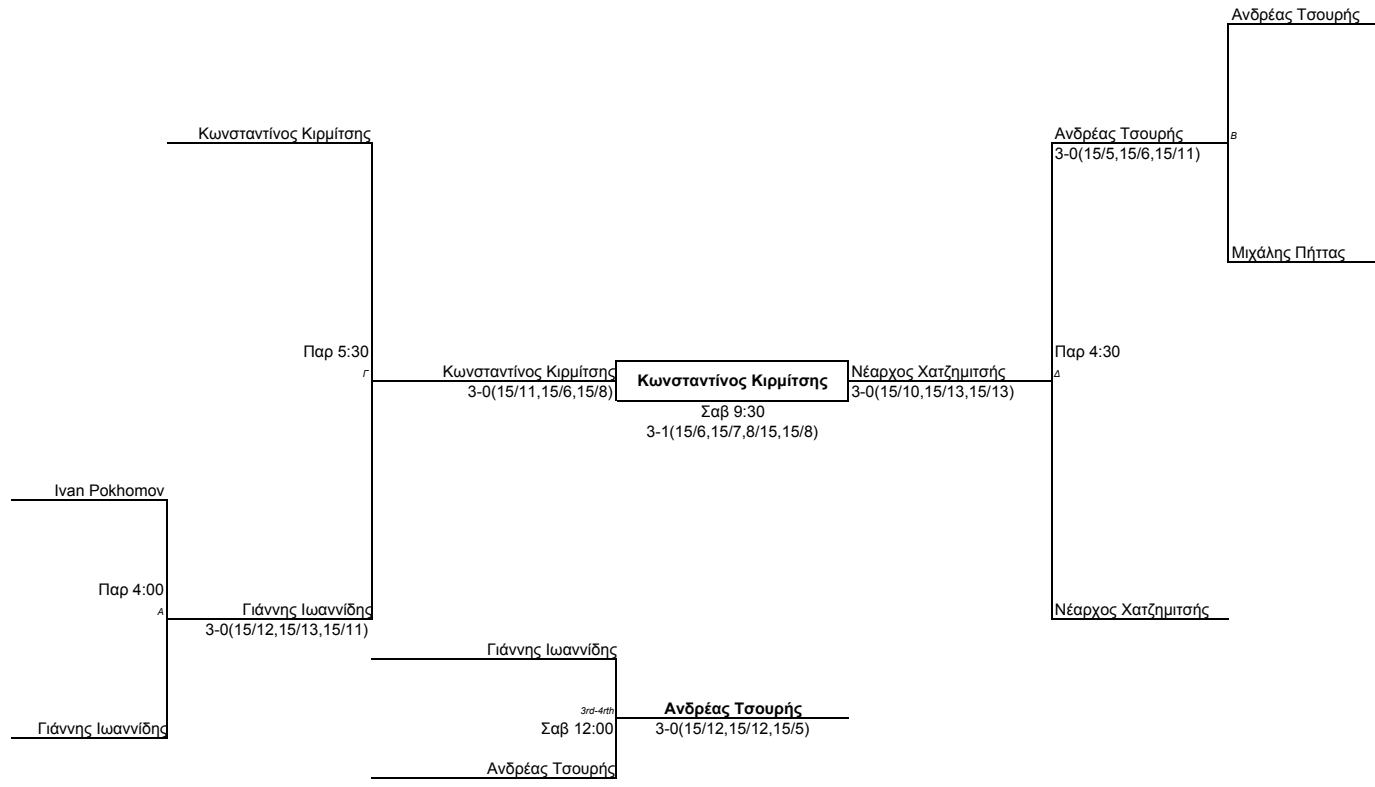 Ανδρέας Τσουρής
Κωνσταντίνος Κιρμίτσης
Ανδρέας Τσουρής
Β
3-0(15/5,15/6,15/11)
Μιχάλης Πήττας
Παρ 5:30
Γ
Κωνσταντίνος Κιρμίτσης
3-0(15/11,15/6,15/8)
Κωνσταντίνος Κιρμίτσης
Σαβ 9:30
3-1(15/6,15/7,8/15,15/8)
Νέαρχος Χατζημιτσής
3-0(15/10,15/13,15/13)
Παρ 4:30
Δ
Ivan Pokhomov
Παρ 4:00
Α
Γιάννης Ιωαννίδης
3-0(15/12,15/13,15/11)
Νέαρχος Χατζημιτσής
Γιάννης Ιωαννίδης
Γιάννης Ιωαννίδης
3rd-4rth
Σαβ 12:00
Ανδρέας Τσουρής
3-0(15/12,15/12,15/5)
Ανδρέας Τσουρής